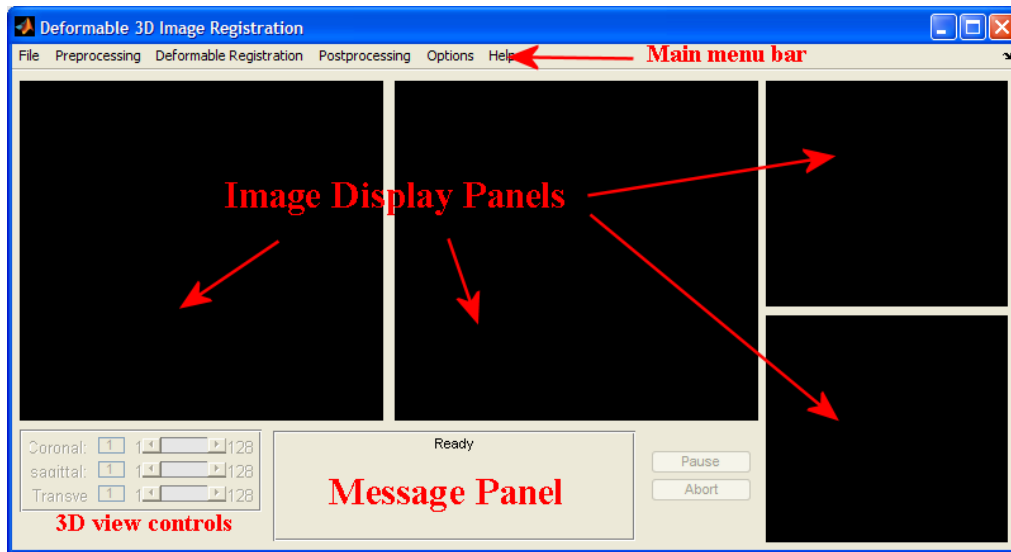 Deformable 3D Image Registration
File Preprocessing Deformable Registration Postprocessing Options Help
Main menu bar
Image Display Panels
Coronal: 1 1 128
sagittal: 1 1 128
Transve 1 1 128
3D view controls
Ready
Message Panel
Pause
Abort